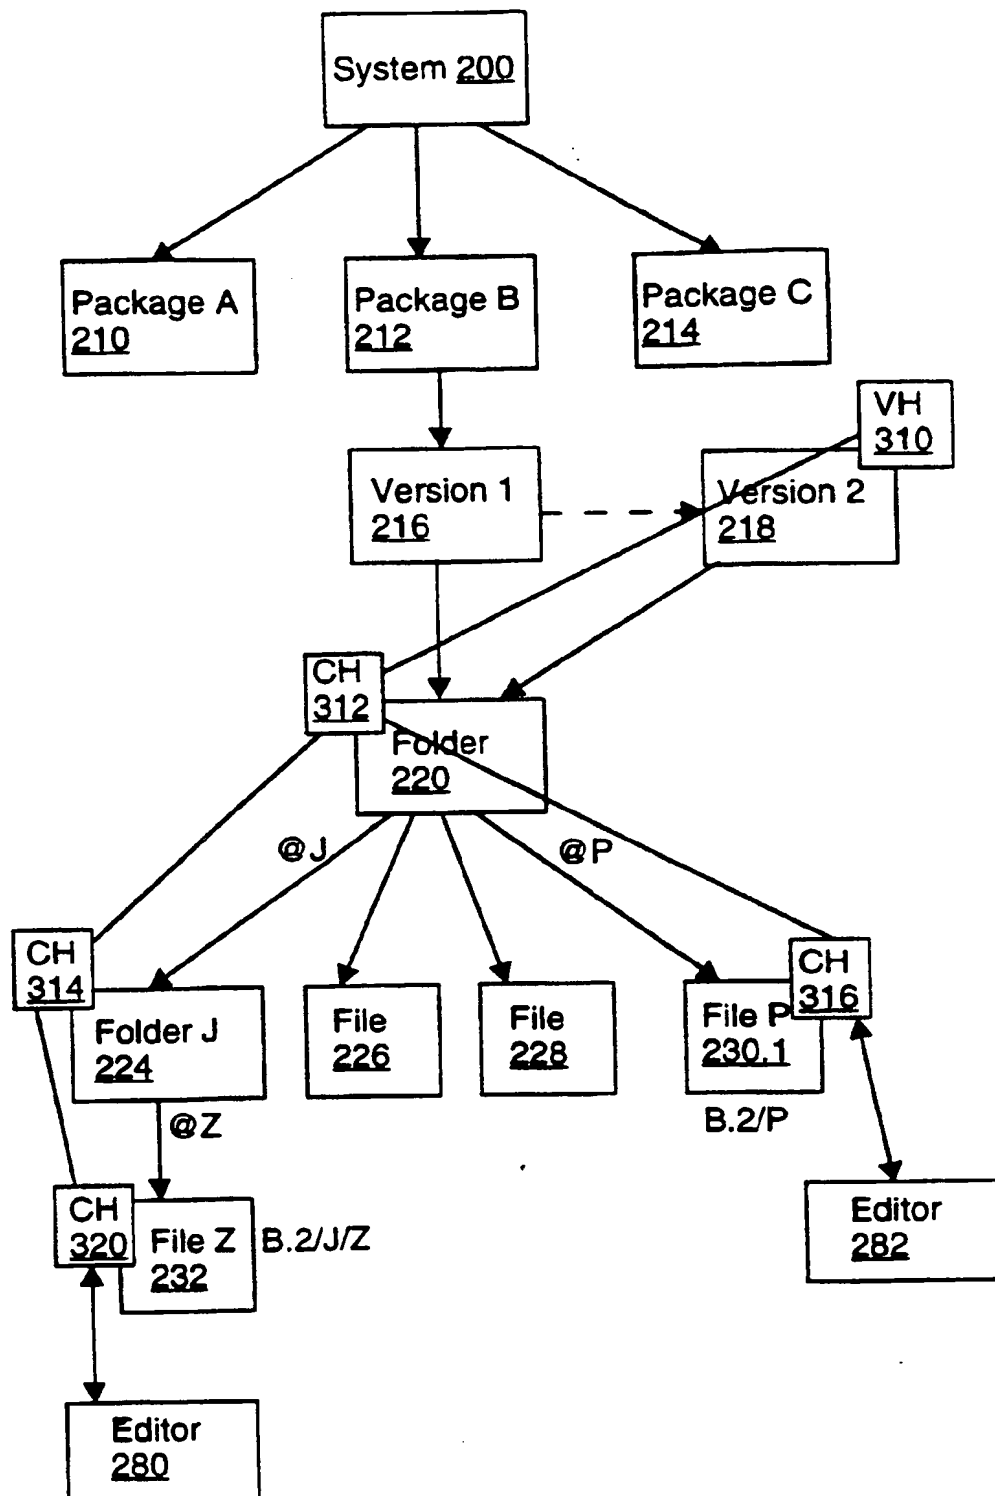 System 200
Package A
210
Package B
212
Package C
214
VH
310
Version 1
216
Version 2
218
CH
312
Folder
220
@J
@P
CH
314
Folder J
224
File
226
File
228
File P
230.1
CH
316
B.2/P
@Z
CH
320
File Z
232
B.2/J/Z
Editor
282
Editor
280